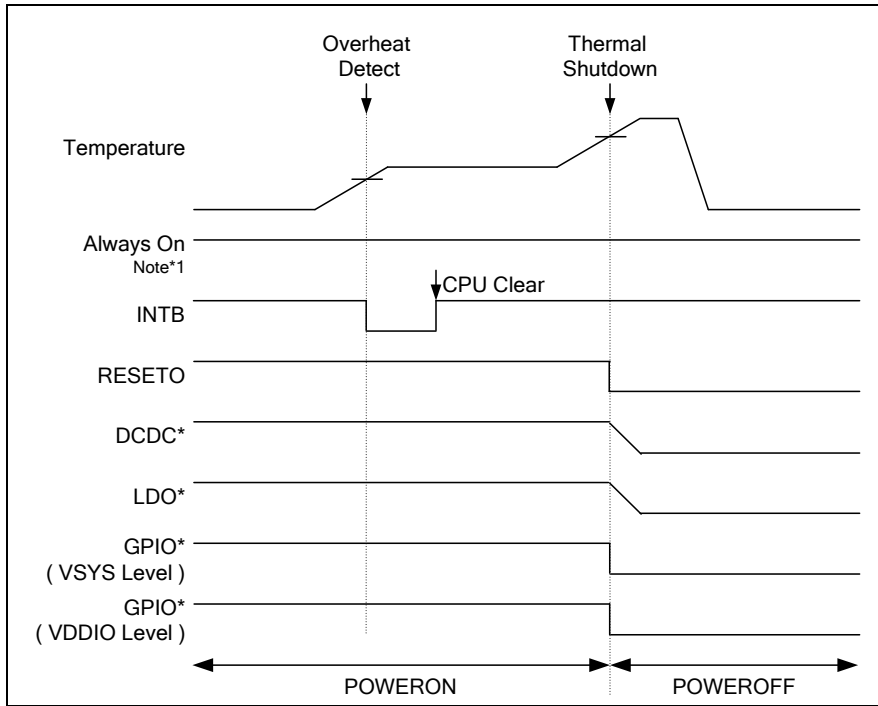 Overheat
Detect
Thermal
Shutdown
Temperature
Always On
Note*1
CPU Clear
INTB
RESETO
DCDC*
LDO*
GPIO*
( VSYS Level )
GPIO*
( VDDIO Level )
POWERON
POWEROFF